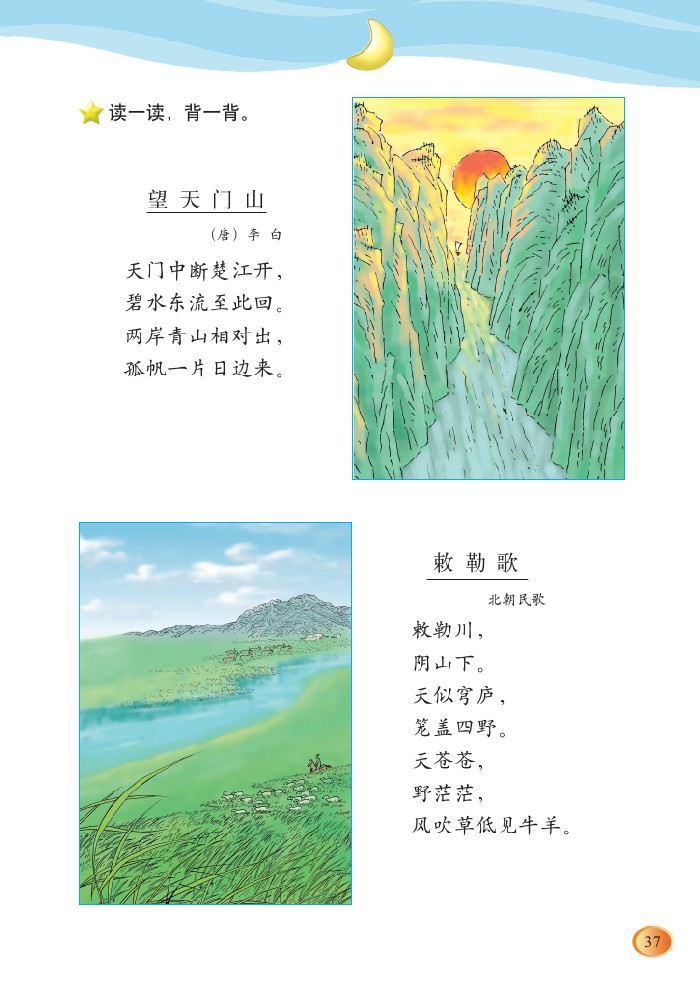 读一读，背一背。
望天门山
（唐）李白
天门中断楚江开，
碧水东流至此回。
两岸青山相对出，
孤帆一片日边来。
敕勒歌
北朝民歌
敕勒川，
阴山下。
天似穹庐，
笼盖四野。
天苍苍，
野茫茫，
风吹草低见牛羊。
37